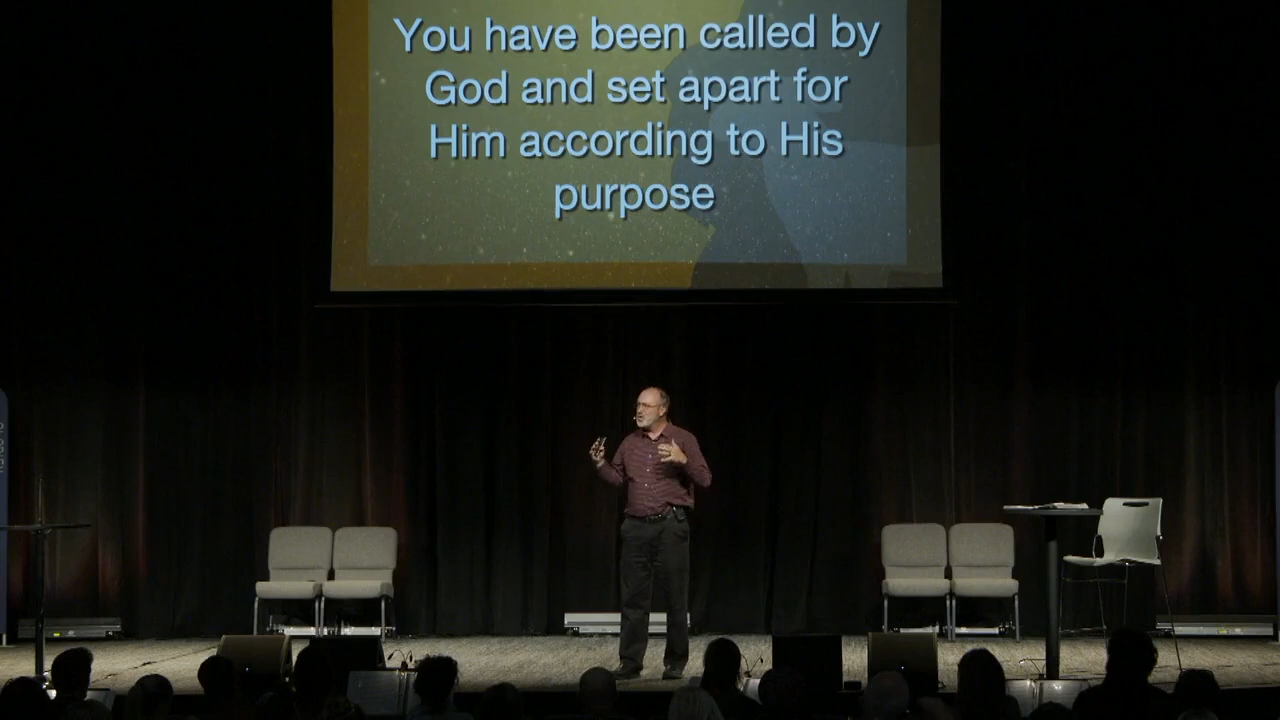 You have been called by
God and set apart for
Him according to His
purpose